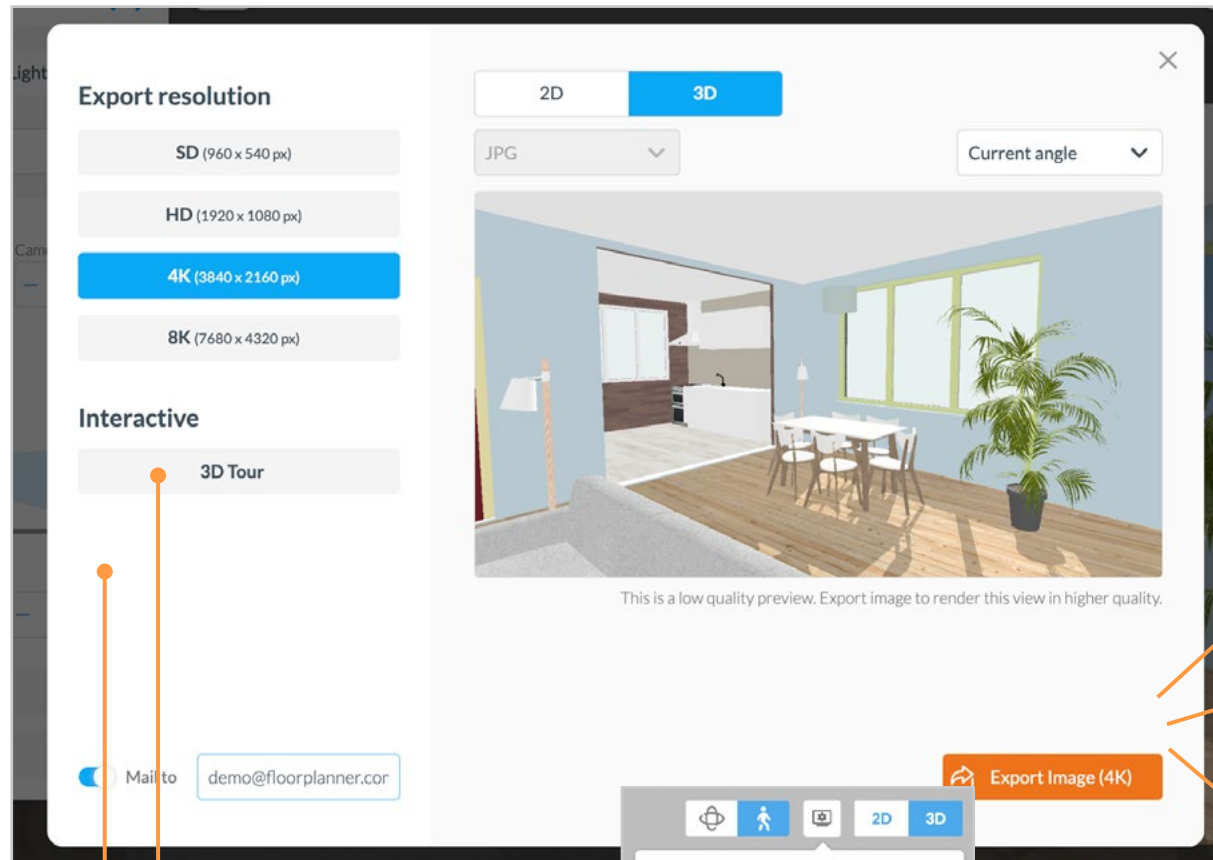 Export resolution
SD (960 x 540 px)
HD (1920 x 1080 px)
4K (3840 x 2160 px)
8K (7680 x 4320 px)
Interactive
3D Tour
Mail to
demo@floorplanner.cor
2D 3D
JPG
Current angle
This is a low quality preview. Export image to render this view in higher quality.
Export Image (4K)
2D 3D